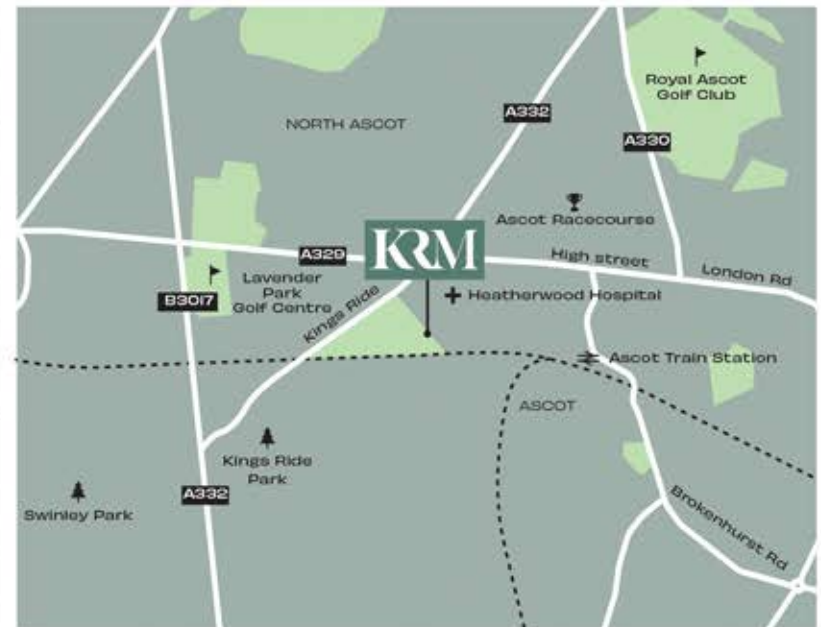 Royal Ascot
Golf Club
A332
NORTH ASCOT
A330
Ascot Racecourse
KRM
A329
High street
London Rd
Lavender
Park
Golf Centre
B3017
Kings Ride
Heatherwood Hospital
Ascot Train Station
ASCOT
Kings Ride
Park
A332
Swinley Park
Brokenhurst Rd